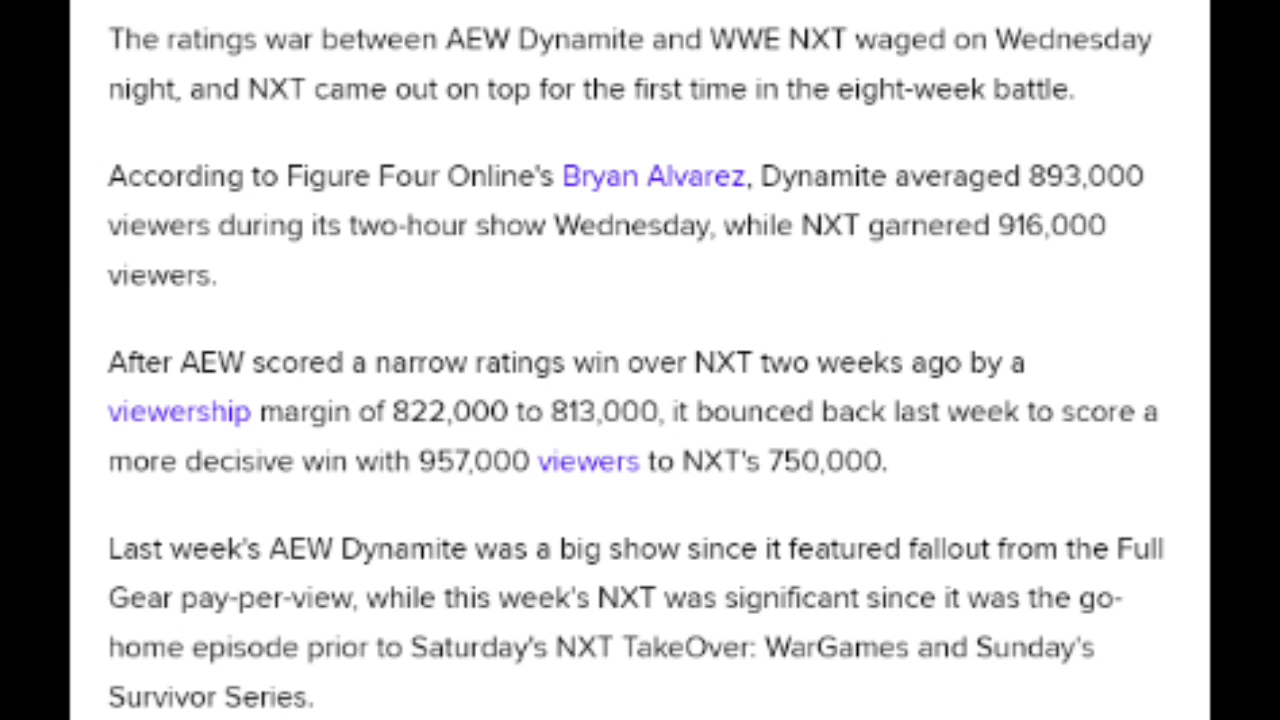 The ratings war between AEW Dynamite and WWE NXT waged on Wednesday
night, and NXT came out on top for the first time in the eight-week battle.
According to Figure Four Online's Bryan Alvarez, Dynamite averaged 893,000
viewers during its two-hour show Wednesday, while NXT garnered 916,000
viewers.
After AEW scored a narrow ratings win over NXT two weeks ago by a
viewership margin of 822,000 to 813,000, it bounced back last week to score a
more decisive win with 957,000 viewers to NXT's 750,000.
Last week's AEW Dynamite was a big show since it featured fallout from the Full
Gear pay-per-view, while this week's NXT was significant since it was the go-
home episode prior to Saturday's NXT TakeOver: WarGames and Sunday's
Survivor Series.